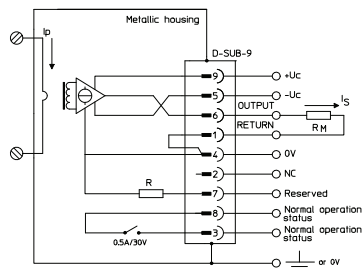 Metallic housing
Ip
D-SUB-9
9 +Uc
5 -Uc
OUTPUT
6
IS
RETURN
1
RM
4 0V
2 NC
R
7 Reserved
8 Normal operation
status
3 Normal operation
status
0.5A/30V
or 0V